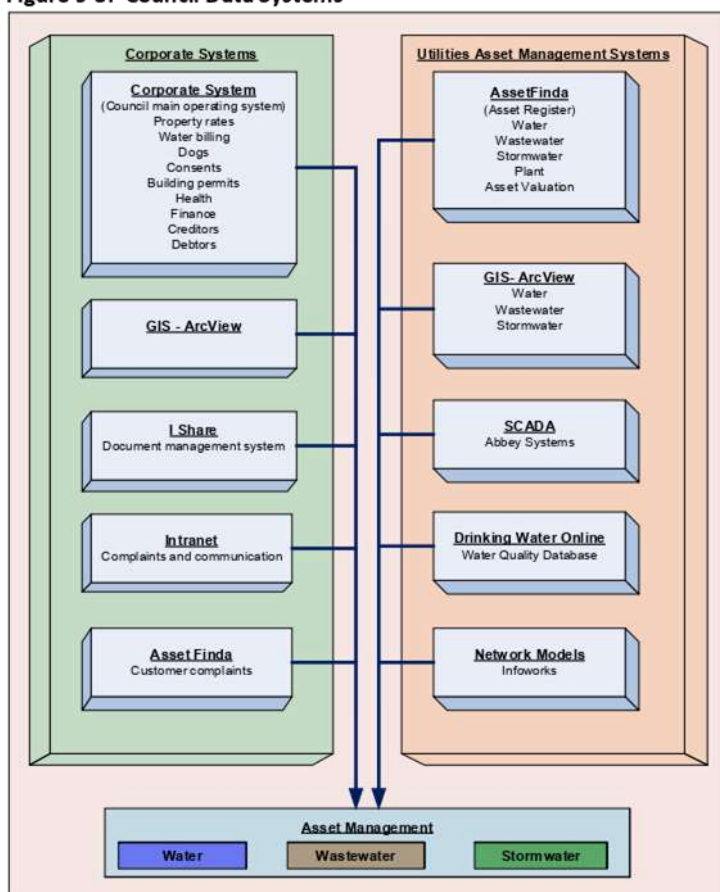 Council Data Systems
Corporate Systems
Corporate System
(Council main operating system)
Property rates
Water billing
Dogs
Consents
Building permits
Health
Finance
Creditors
Debtors
GIS - ArcView
I Share
Document management system
Intranet
Complaints and communication
Asset Finda
Customer complaints
Utilities Asset Management Systems
AssetFinda
(Asset Register)
Water
Wastewater
Stormwater
Plant
Asset Valuation
GIS- ArcView
Water
Wastewater
Stormwater
SCADA
Abbey Systems
Drinking Water Online
Water Quality Database
Network Models
Infoworks
Asset Management
Water
Wastewater
Stormwater